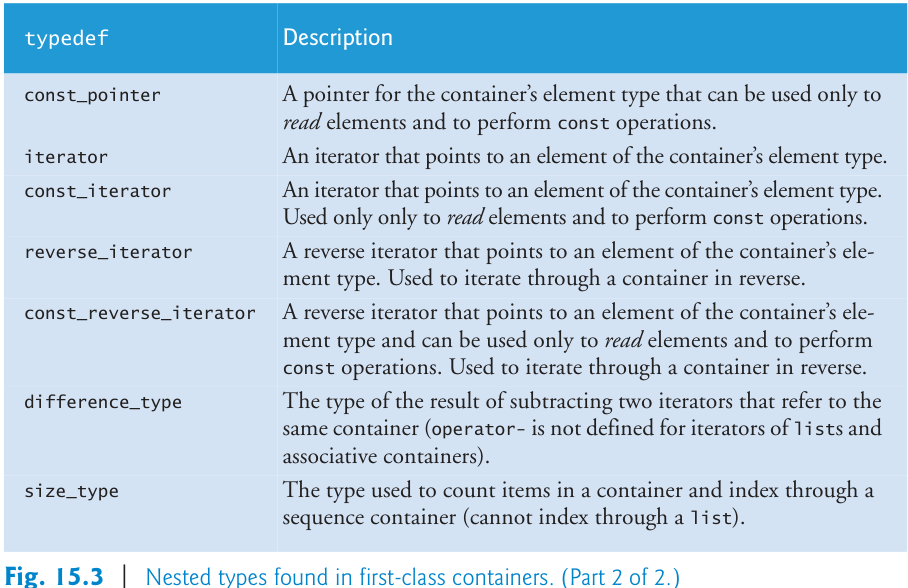 typedef Description
const_pointer A pointer for the container’s element type that can be used only to
read elements and to perform const operations.
iterator An iterator that points to an element of the container’s element type.
const_iterator An iterator that points to an element of the container’s element type.
Used only only to read elements and to perform const operations.
reverse_iterator A reverse iterator that points to an element of the container’s ele-
ment type. Used to iterate through a container in reverse.
const_reverse_iterator A reverse iterator that points to an element of the container’s ele-
ment type and can be used only to read elements and to perform
const operations. Used to iterate through a container in reverse.
difference_type The type of the result of subtracting two iterators that refer to the
same container (operator- is not defined for iterators of lists and
associative containers).
size_type The type used to count items in a container and index through a
sequence container (cannot index through a list).
Fig. 15.3 | Nested types found in first-class containers. (Part 2 of 2.)